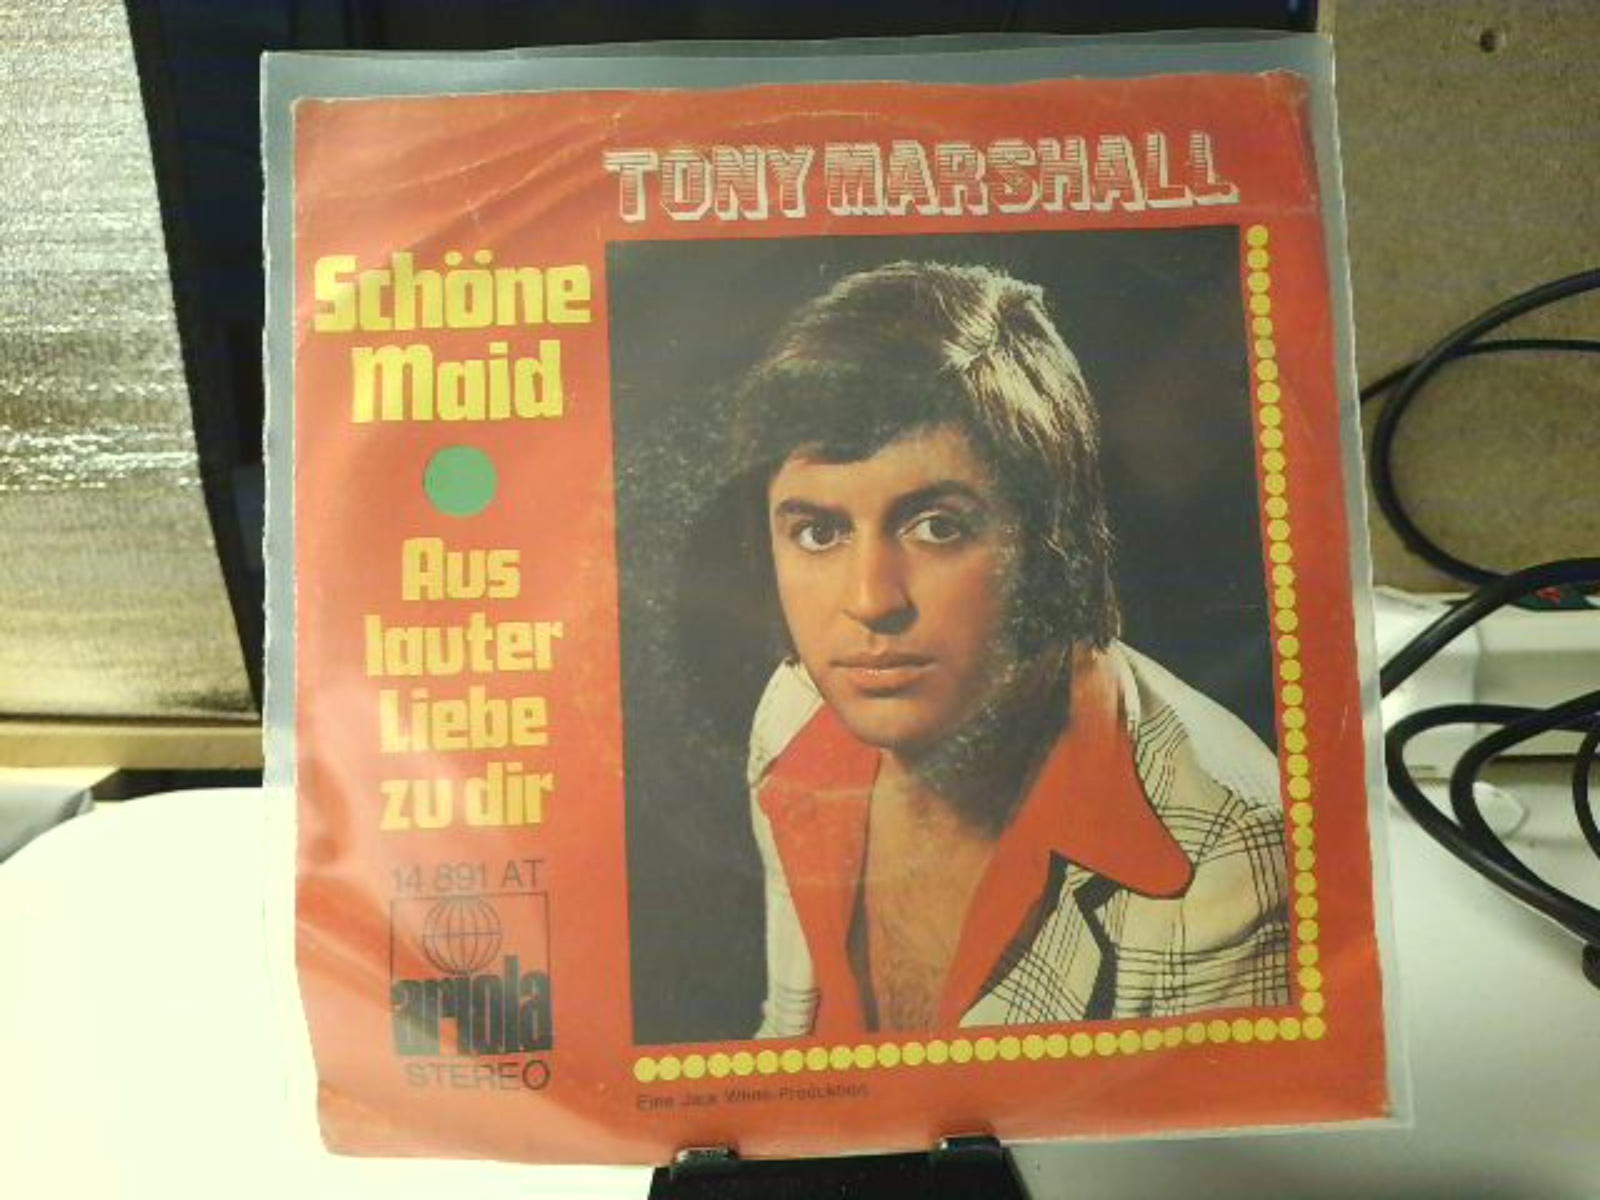 TONY MARSHALL
Schöne
Maid
Aus
lauter
Liebe
zu dir
14 891 AT
ariola
STEREO
Eine Jack White-Produktion